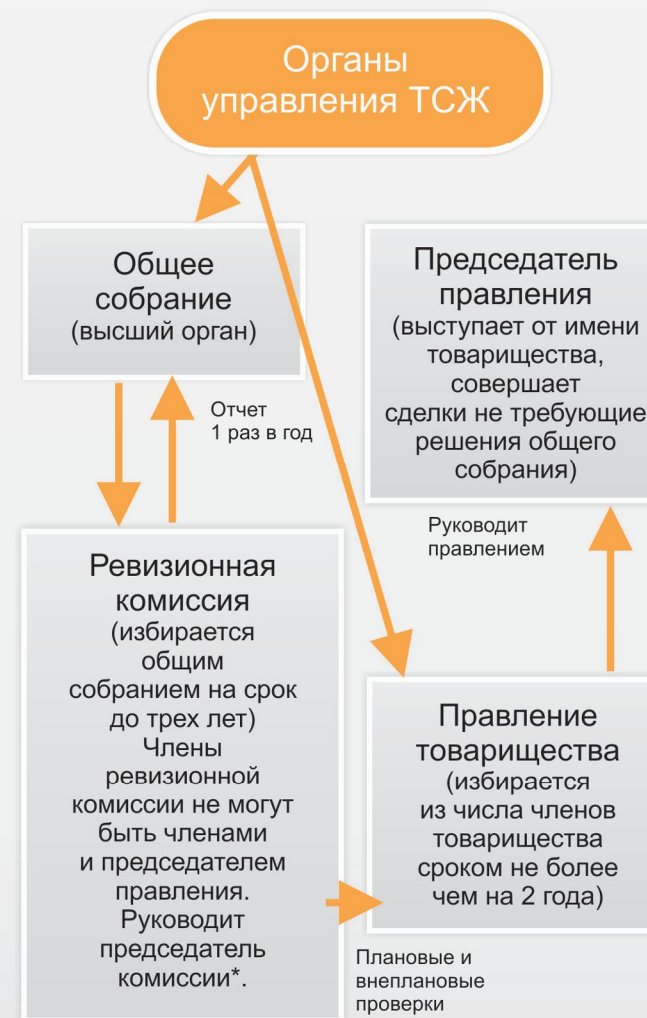 Органы
управления ТСЖ
Общее
собрание
(высший орган)
Председатель
правления
(выступает от имени
товарищества,
совершает
сделки не требующие
решения общего
собрания)
Отчет
1 раз в год
Руководит
правлением
Ревизионная
комиссия
(избирается
общим
собранием на срок
до трех лет)
Члены
ревизионной
комиссии не могут
быть членами
и председателем
правления.
Руководит
председатель
комиссии*.
Правление
товарищества
(избирается
из числа членов
товарищества
сроком не более
чем на 2 года)
Плановые и
внеплановые
проверки